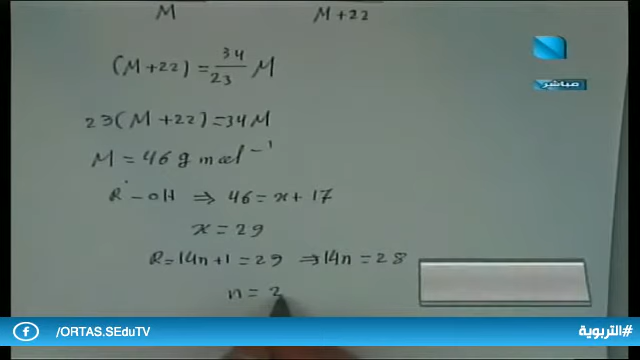 M M+22
(M+22) = 34/23 M
23(M+22) = 34M
M = 46 g mol⁻¹
مباشر
R - OH ⇒ 46 = x + 17
x = 29
R = 14n + 1 = 29 ⇒ 14n = 28
n = 2
/ORTAS.SEduTV
#التربوية